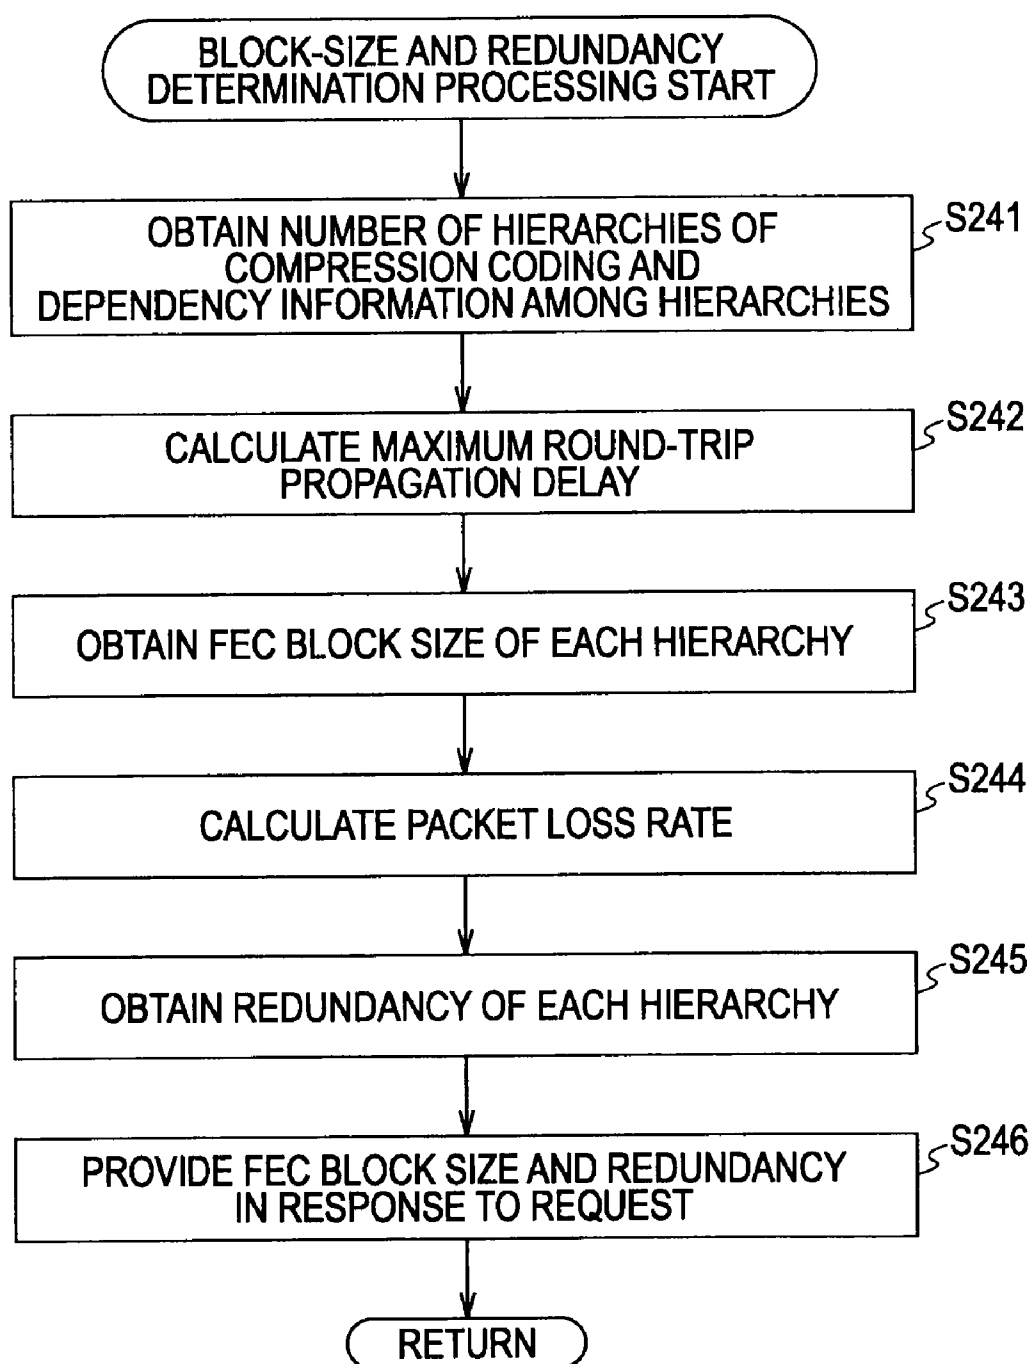 BLOCK-SIZE AND REDUNDANCY
DETERMINATION PROCESSING START
OBTAIN NUMBER OF HIERARCHIES OF
COMPRESSION CODING AND
DEPENDENCY INFORMATION AMONG HIERARCHIES
S241
CALCULATE MAXIMUM ROUND-TRIP
PROPAGATION DELAY
S242
OBTAIN FEC BLOCK SIZE OF EACH HIERARCHY
S243
CALCULATE PACKET LOSS RATE
S244
OBTAIN REDUNDANCY OF EACH HIERARCHY
S245
PROVIDE FEC BLOCK SIZE AND REDUNDANCY
IN RESPONSE TO REQUEST
S246
RETURN